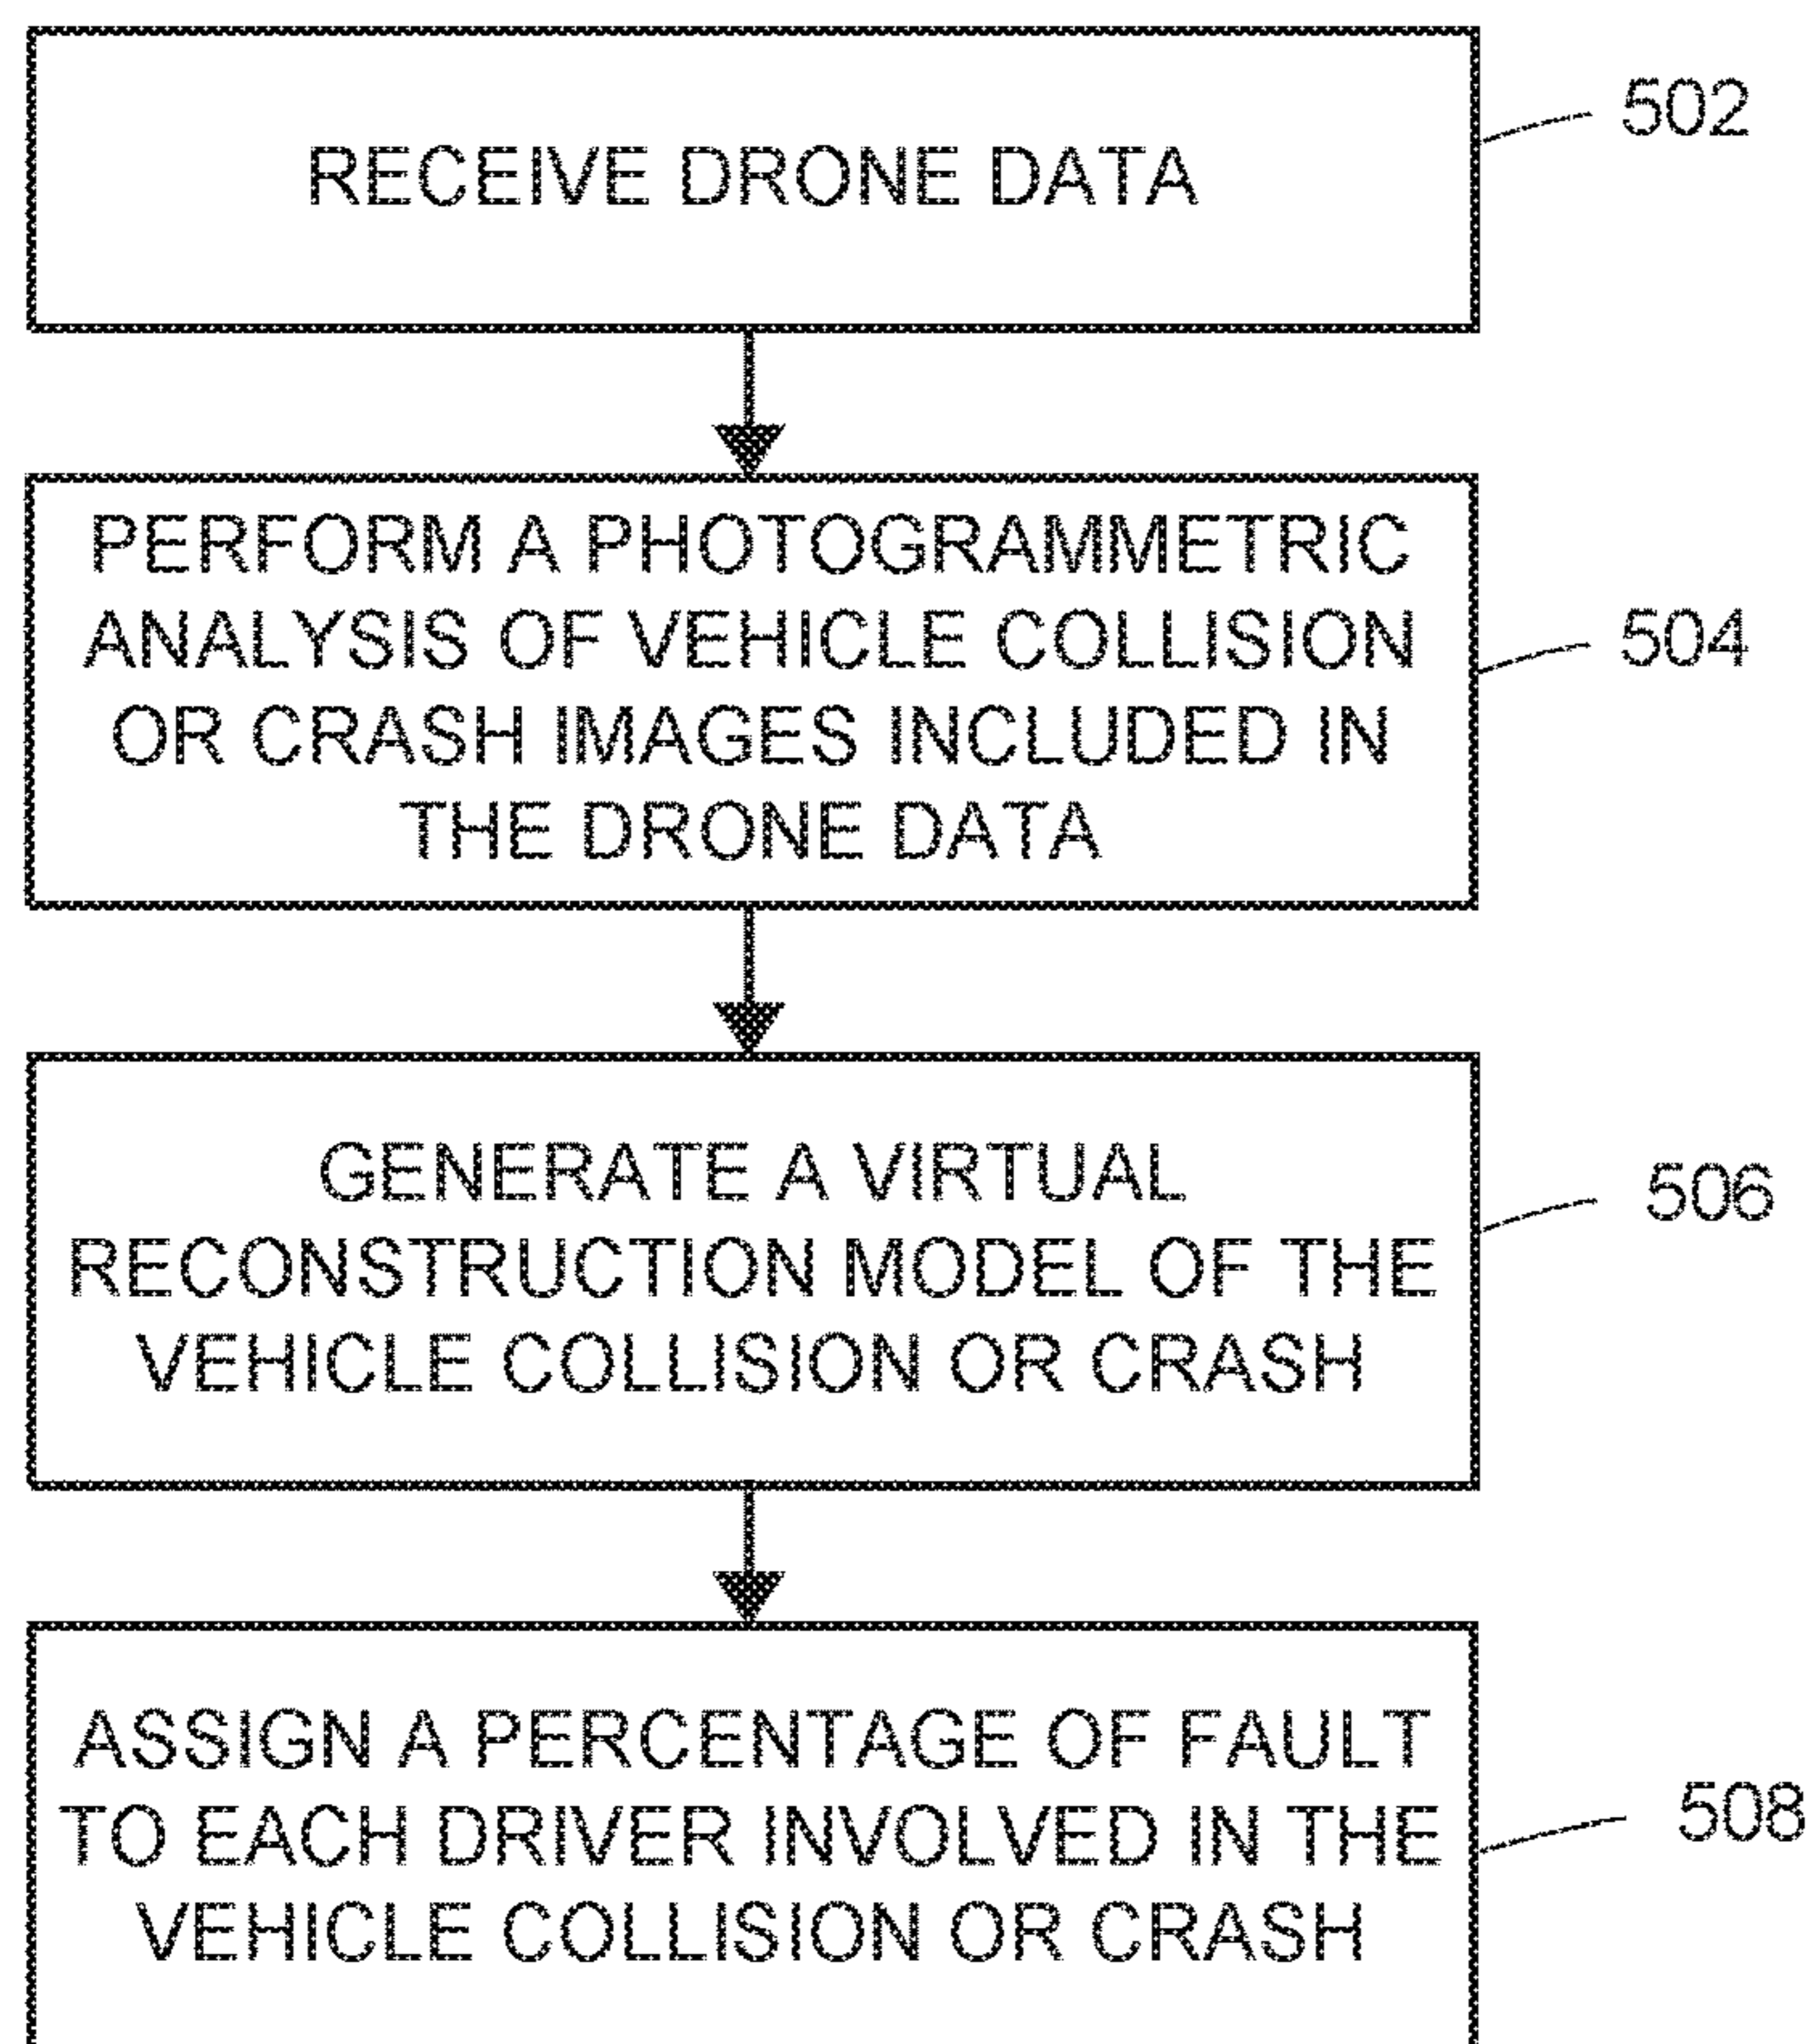 RECEIVE DRONE DATA
502
PERFORM A PHOTOGRAMMETRIC
ANALYSIS OF VEHICLE COLLISION
OR CRASH IMAGES INCLUDED IN
THE DRONE DATA
504
GENERATE A VIRTUAL
RECONSTRUCTION MODEL OF THE
VEHICLE COLLISION OR CRASH
506
ASSIGN A PERCENTAGE OF FAULT
TO EACH DRIVER INVOLVED IN THE
VEHICLE COLLISION OR CRASH
508